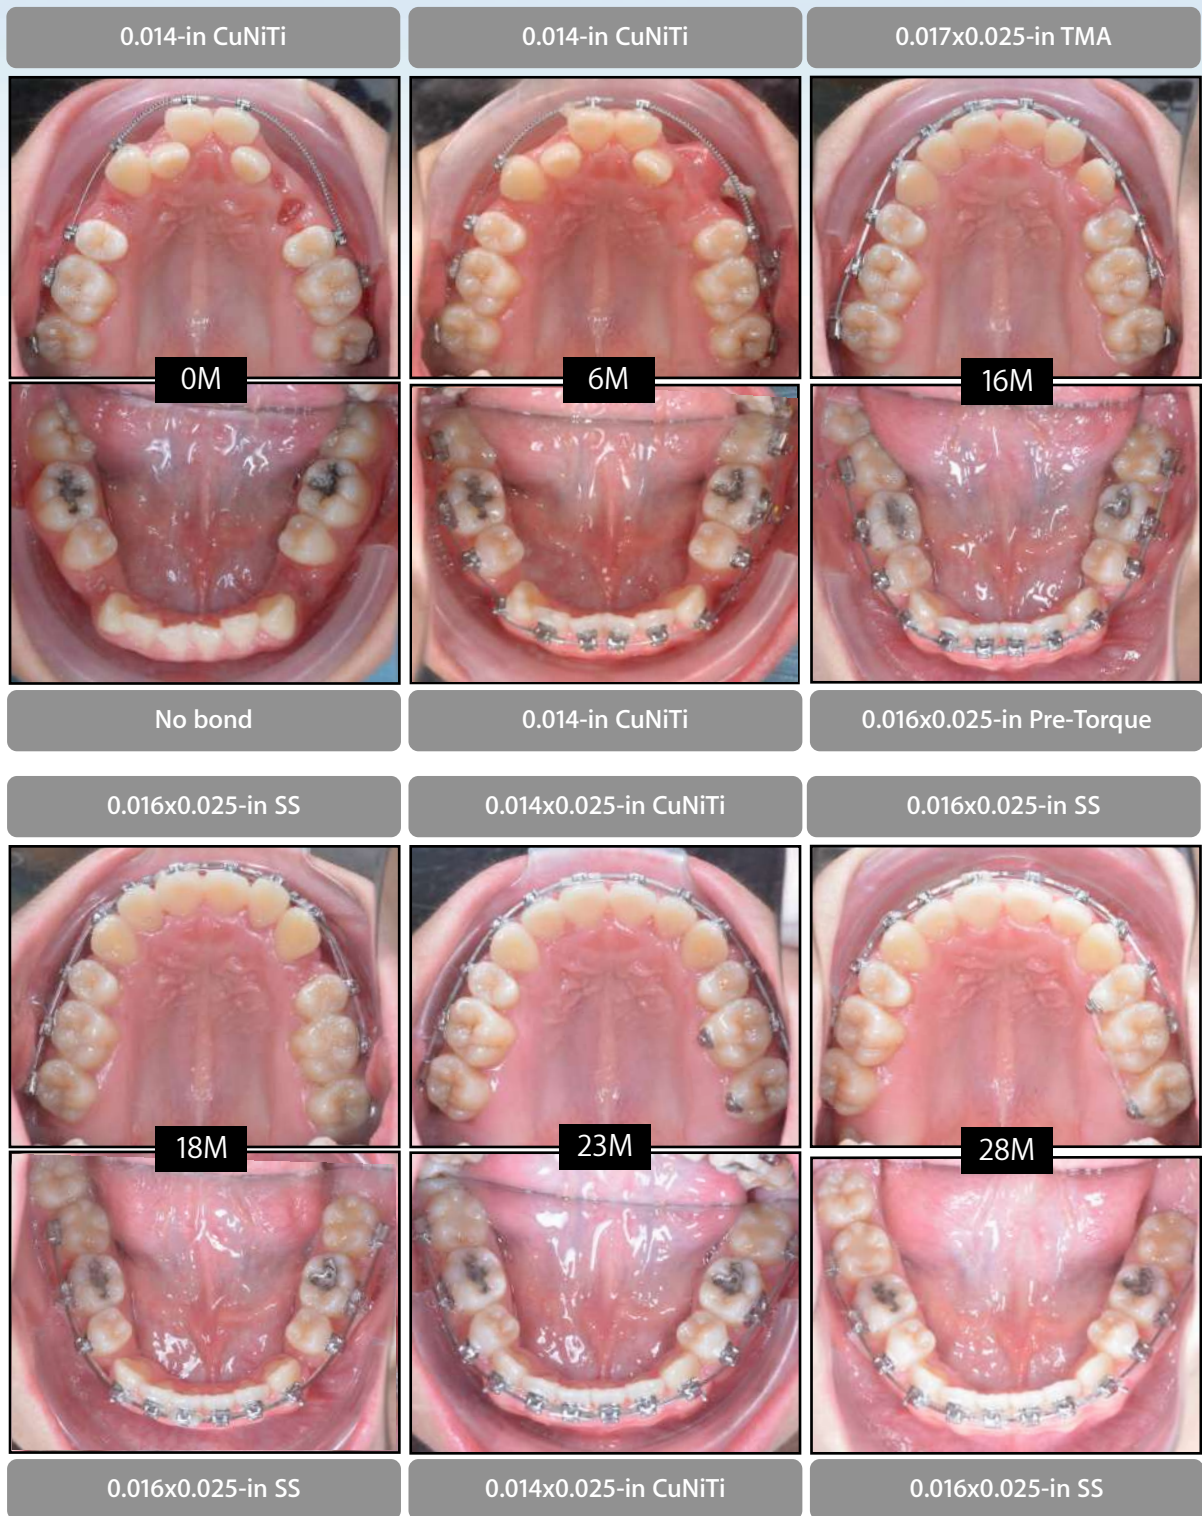 0.014-in CuNiTi
0.014-in CuNiTi
0.017x0.025-in TMA
0M
6M
16M
No bond
0.014-in CuNiTi
0.016x0.025-in Pre-Torque
0.016x0.025-in SS
0.014x0.025-in CuNiTi
0.016x0.025-in SS
18M
23M
28M
0.016x0.025-in SS
0.014x0.025-in CuNiTi
0.016x0.025-in SS